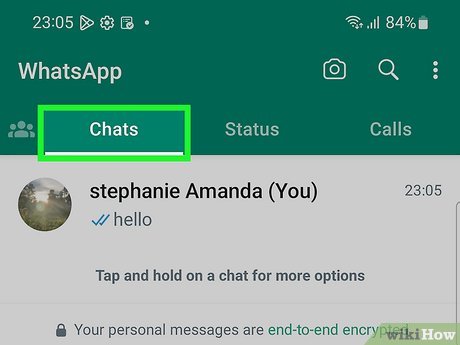 23:05 84%
WhatsApp
Chats Status Calls
stephanie Amanda (You) 23:05
hello
Tap and hold on a chat for more options
Your personal messages are end-to-end encrypted
wikiHow